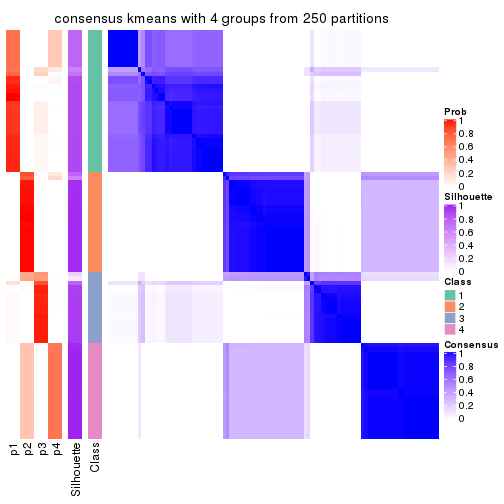 consensus kmeans with 4 groups from 250 partitions
Prob
1
0.8
0.6
0.4
0.2
0
Silhouette
1
0.8
0.6
0.4
0.2
0
Class
1
2
3
4
Consensus
1
0.8
0.6
0.4
0.2
0
p1
p2
p3
p4
Silhouette
Class